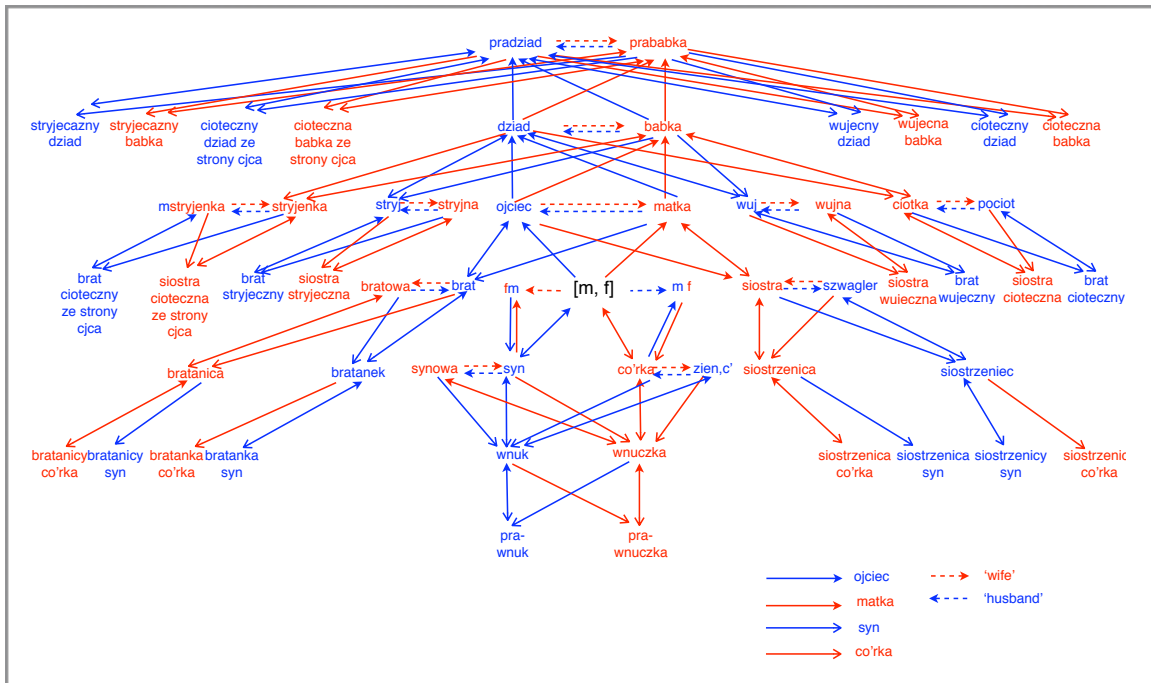 pradziad
prababka
stryjecazny
dziad
stryjecazny
babka
cioteczny
dziad ze
strony cjca
cioteczna
babka ze
strony cjca
dziad
babka
wujecny
dziad
wujecna
babka
cioteczny
dziad
cioteczna
babka
mstryjenka
stryjenka
stryj
stryjna
ojciec
matka
wuj
wujna
ciotka
pociot
brat
cioteczny
ze strony
cjca
siostra
cioteczna
ze strony
cjca
brat
stryjeczny
siostra
stryjeczna
bratowa
brat
fm
[m, f]
m f
siostra
szwagler
siostra
wuieczna
brat
wujeczny
siostra
cioteczna
brat
cioteczny
bratanica
bratanek
synowa
syn
co'rka
zien,c'
siostrzenica
siostrzeniec
bratanicy
co'rka
bratanicy
syn
bratanka
co'rka
bratanka
syn
wnuk
wnuczka
siostrzenica
co'rka
siostrzenica
syn
siostrzenicy
syn
siostrzenic
co'rka
pra-
wnuk
pra-
wnuczka
ojciec
'wife'
matka
'husband'
syn
co'rka